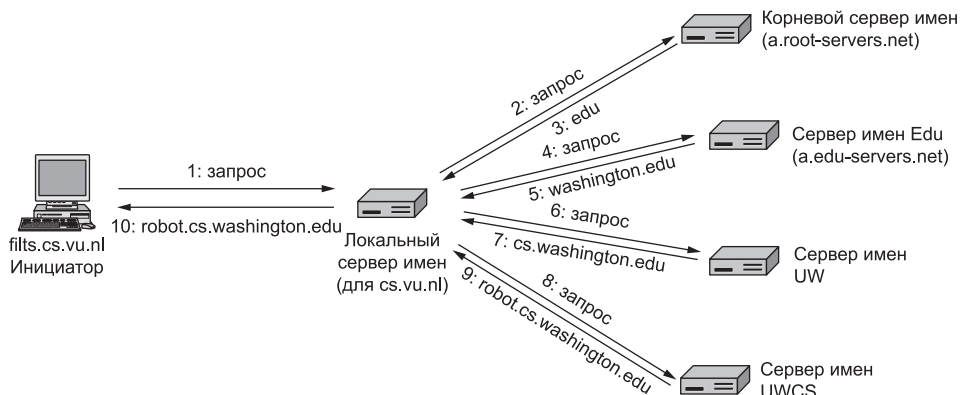 Корневой сервер имен
(a.root-servers.net)
2: запрос
3: edu
4: запрос
Сервер имен Edu
(a.edu-servers.net)
5: washington.edu
1: запрос
6: запрос
10: robot.cs.washington.edu
7: cs.washington.edu
filts.cs.vu.nl
Инициатор
Локальный
сервер имен
(для cs.vu.nl)
Сервер имен
UW
8: запрос
9: robot.cs.washington.edu
Сервер имен
UWCS